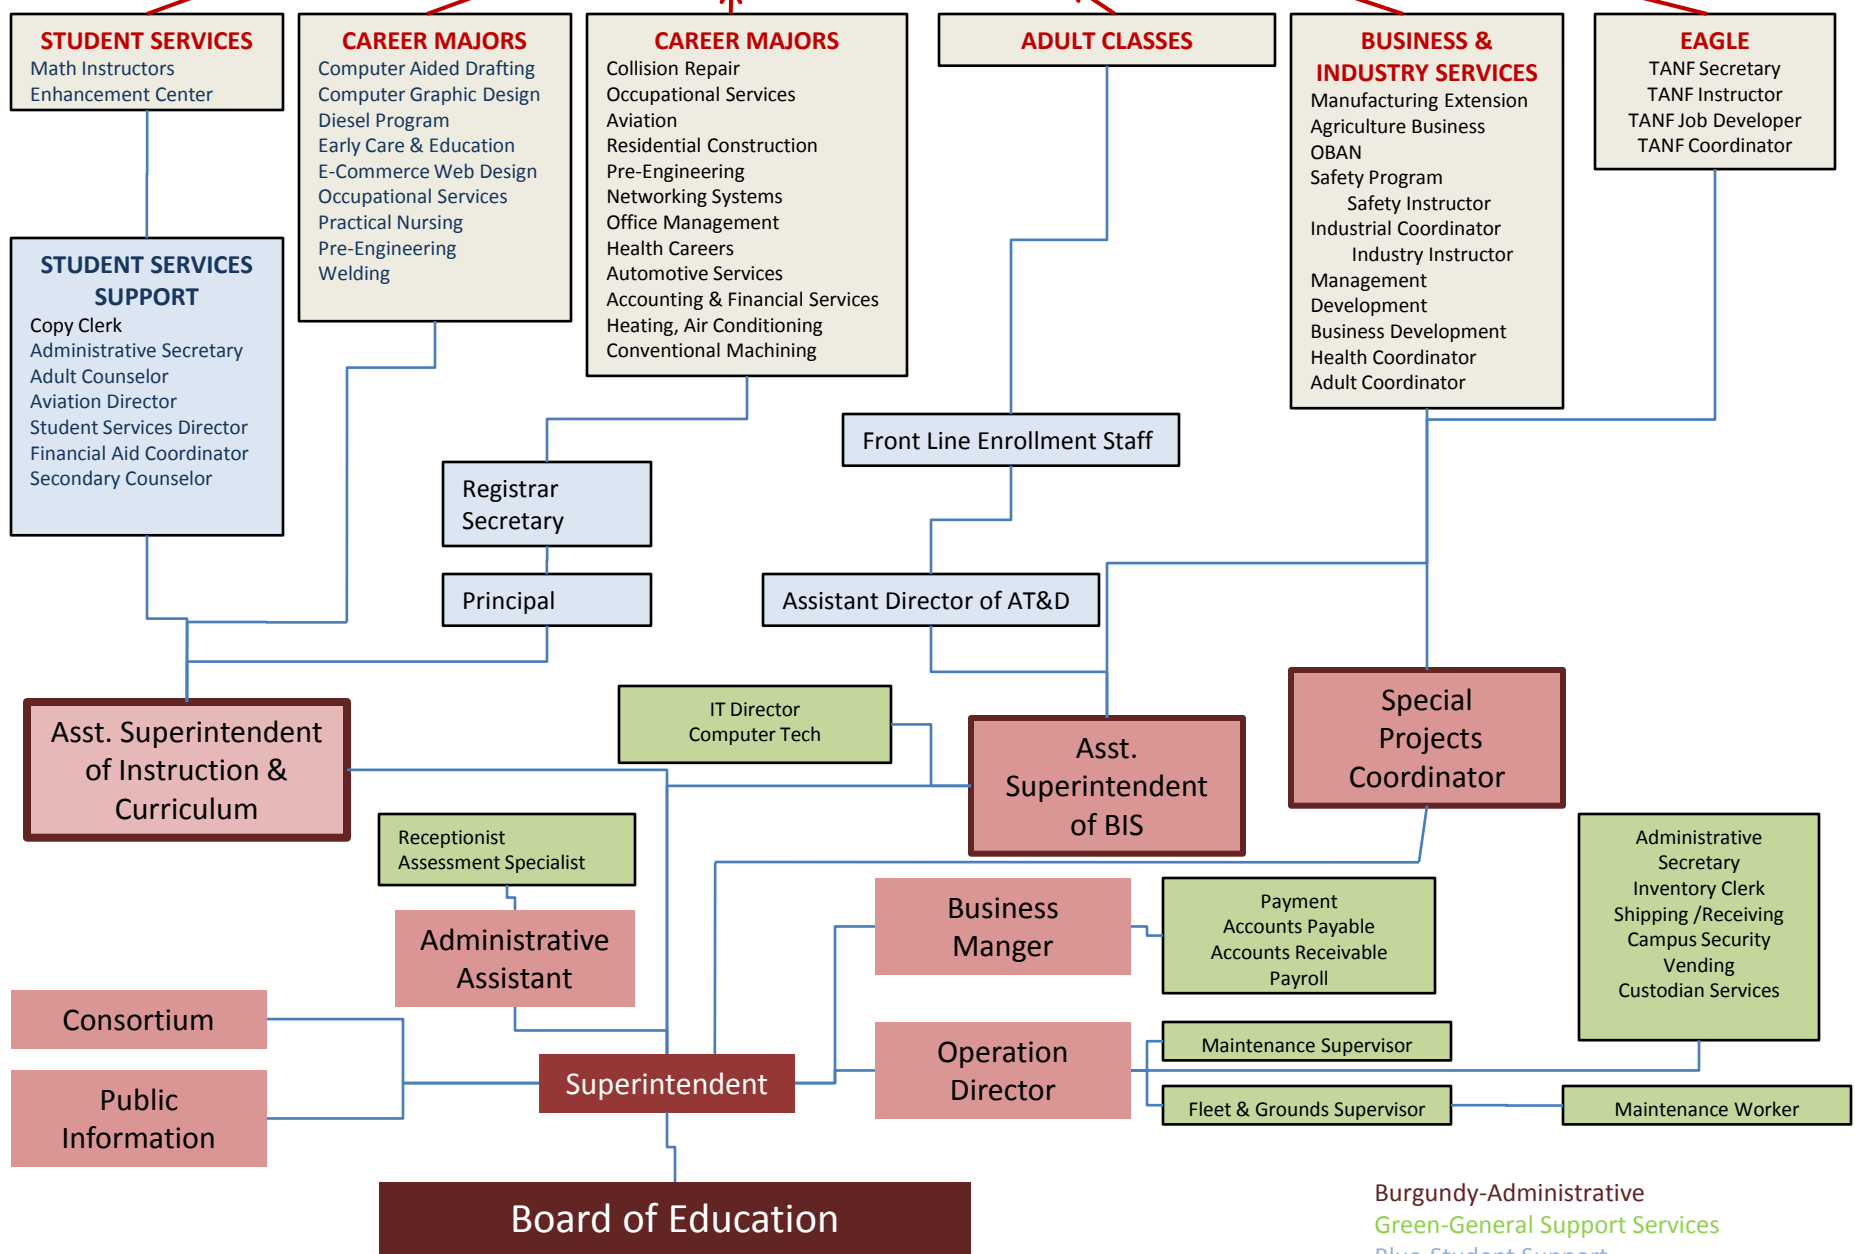 STUDENT SERVICES
Math Instructors
Enhancement Center
CAREER MAJORS
Computer Aided Drafting
Computer Graphic Design
Diesel Program
Early Care & Education
E-Commerce Web Design
Occupational Services
Practical Nursing
Pre-Engineering
Welding
CAREER MAJORS
Collision Repair
Occupational Services
Aviation
Residential Construction
Pre-Engineering
Networking Systems
Office Management
Health Careers
Automotive Services
Accounting & Financial Services
Heating, Air Conditioning
Conventional Machining
ADULT CLASSES
BUSINESS &
INDUSTRY SERVICES
Manufacturing Extension
Agriculture Business
OBAN
Safety Program
Safety Instructor
Industrial Coordinator
Industry Instructor
Management
Development
Business Development
Health Coordinator
Adult Coordinator
EAGLE
TANF Secretary
TANF Instructor
TANF Job Developer
TANF Coordinator
STUDENT SERVICES
SUPPORT
Copy Clerk
Administrative Secretary
Adult Counselor
Aviation Director
Student Services Director
Financial Aid Coordinator
Secondary Counselor
Front Line Enrollment Staff
Registrar
Secretary
Principal
Assistant Director of AT&D
Asst. Superintendent
of Instruction &
Curriculum
IT Director
Computer Tech
Asst.
Superintendent
of BIS
Special
Projects
Coordinator
Receptionist
Assessment Specialist
Administrative
Assistant
Business
Manger
Payment
Accounts Payable
Accounts Receivable
Payroll
Administrative
Secretary
Inventory Clerk
Shipping /Receiving
Campus Security
Vending
Custodian Services
Consortium
Public
Information
Superintendent
Operation
Director
Maintenance Supervisor
Fleet & Grounds Supervisor
Maintenance Worker
Board of Education
Burgundy-Administrative
Green-General Support Services
Blue-Student Support